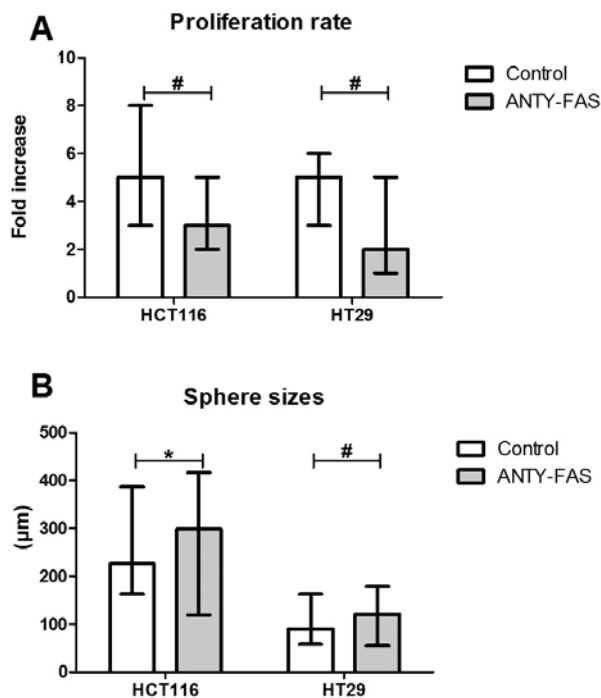 A
Proliferation rate
Fold increase
10
8
6
4
2
0
#
#
HCT116
HT29
Control
ANTY-FAS
B
Sphere sizes
(μm)
500
400
300
200
100
0
*
#
HCT116
HT29
Control
ANTY-FAS